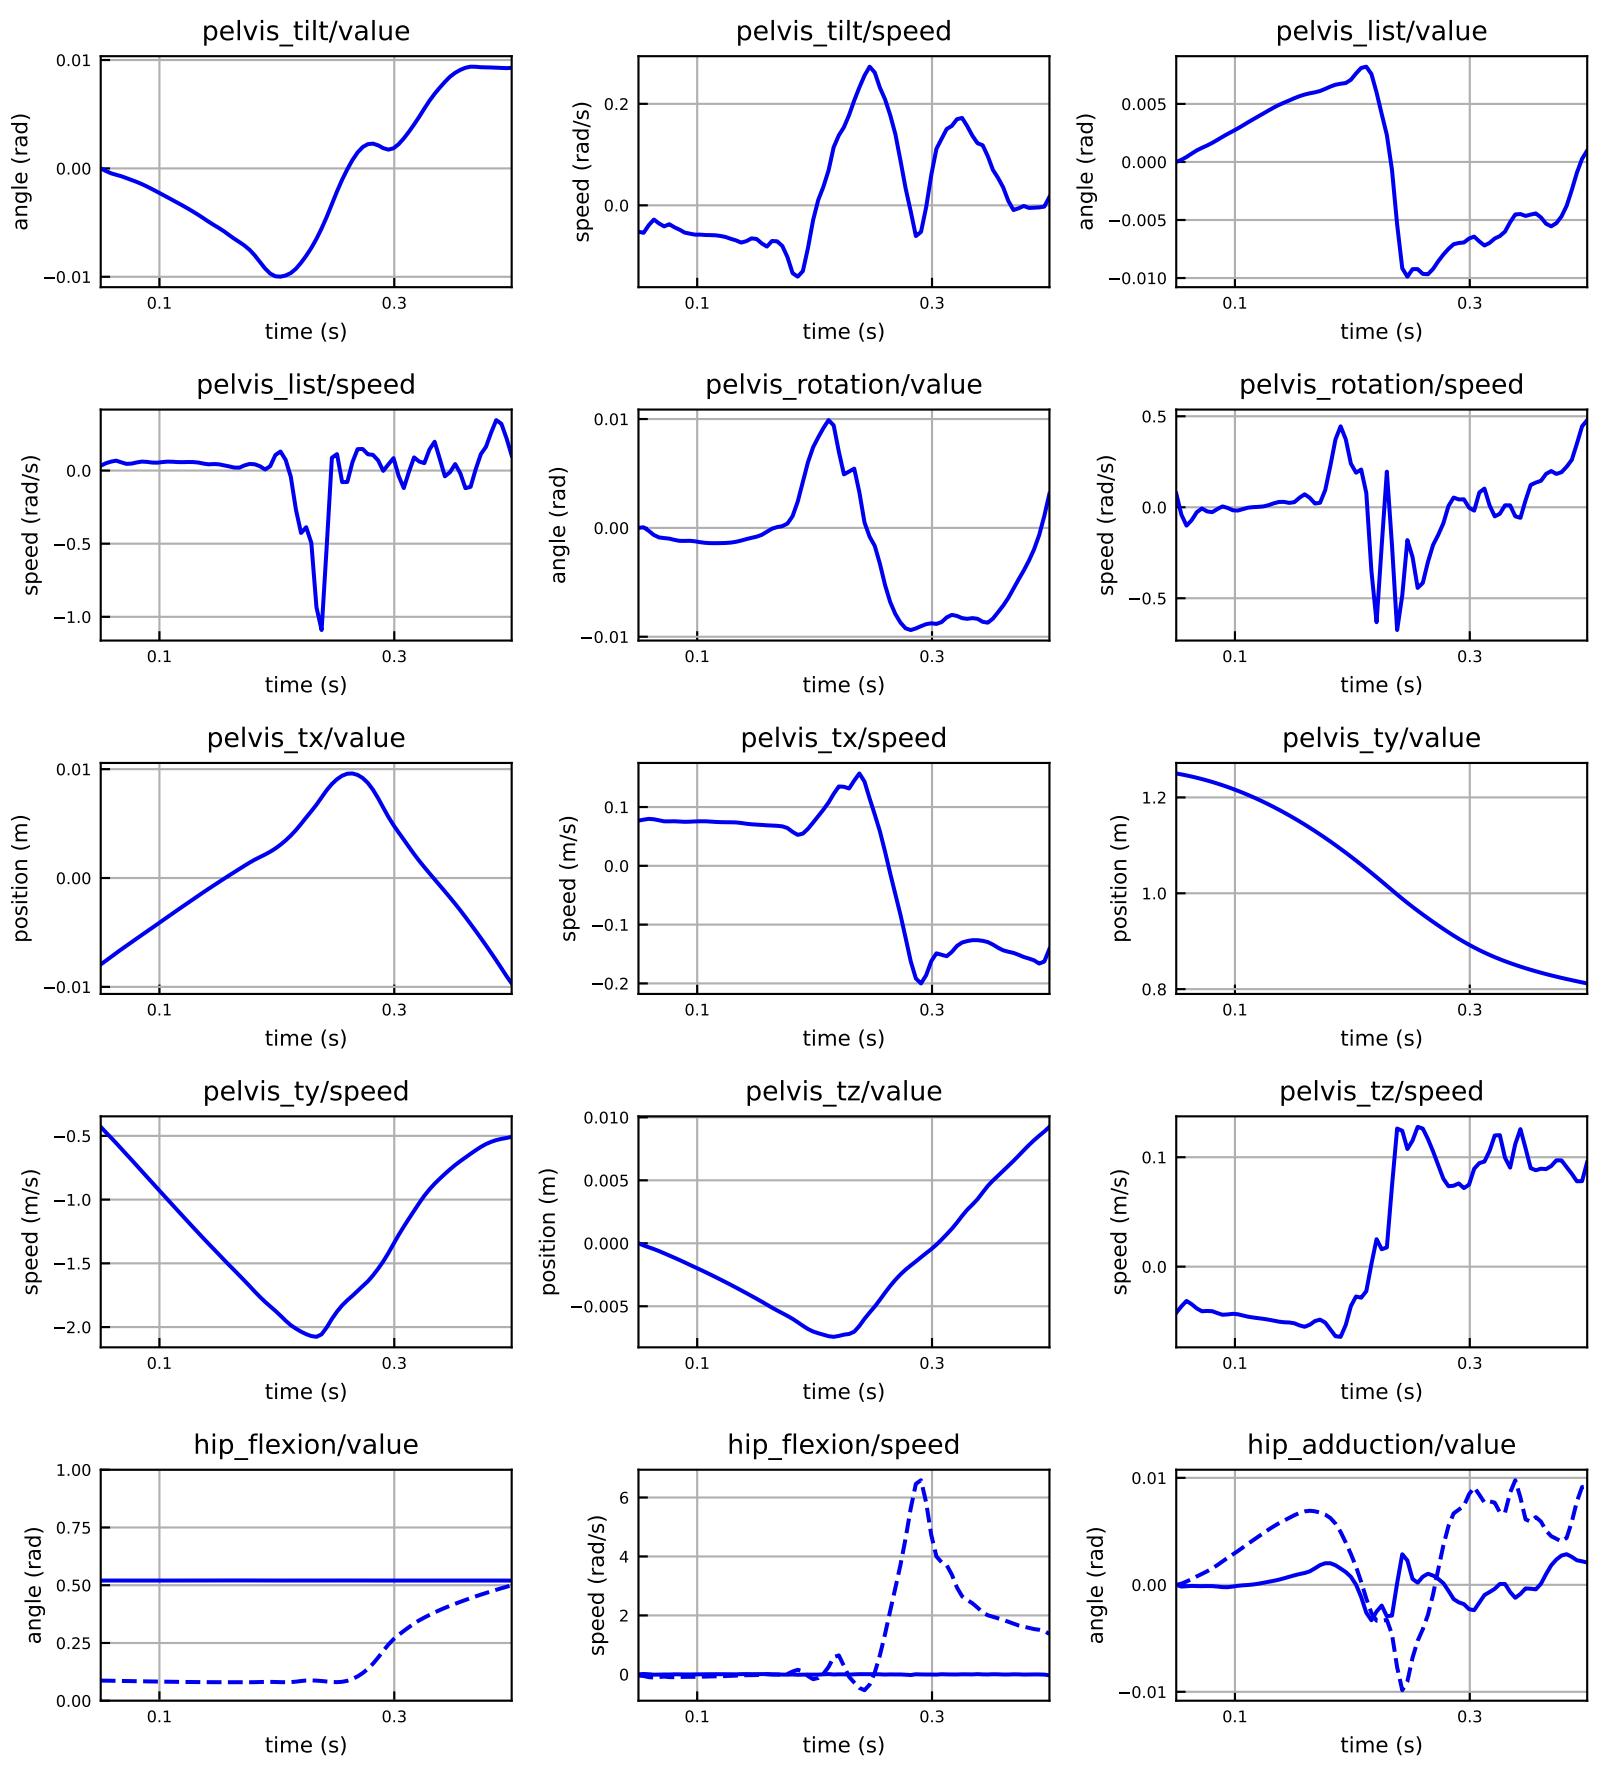 pelvis_tilt/value
0.01
0.00
−0.01
angle (rad)
0.1
0.3
time (s)
pelvis_tilt/speed
0.2
0.0
speed (rad/s)
0.1
0.3
time (s)
pelvis_list/value
0.005
0.000
−0.005
−0.010
angle (rad)
0.1
0.3
time (s)
pelvis_list/speed
0.0
−0.5
−1.0
speed (rad/s)
0.1
0.3
time (s)
pelvis_rotation/value
0.01
0.00
−0.01
angle (rad)
0.1
0.3
time (s)
pelvis_rotation/speed
0.5
0.0
−0.5
speed (rad/s)
0.1
0.3
time (s)
pelvis_tx/value
0.01
0.00
−0.01
position (m)
0.1
0.3
time (s)
pelvis_tx/speed
0.1
0.0
−0.1
−0.2
speed (m/s)
0.1
0.3
time (s)
pelvis_ty/value
1.2
1.0
0.8
position (m)
0.1
0.3
time (s)
pelvis_ty/speed
−0.5
−1.0
−1.5
−2.0
speed (m/s)
0.1
0.3
time (s)
pelvis_tz/value
0.010
0.005
0.000
−0.005
position (m)
0.1
0.3
time (s)
pelvis_tz/speed
0.1
0.0
speed (m/s)
0.1
0.3
time (s)
hip_flexion/value
1.00
0.75
0.50
0.25
0.00
angle (rad)
0.1
0.3
time (s)
hip_flexion/speed
6
4
2
0
speed (rad/s)
0.1
0.3
time (s)
hip_adduction/value
0.01
0.00
−0.01
angle (rad)
0.1
0.3
time (s)